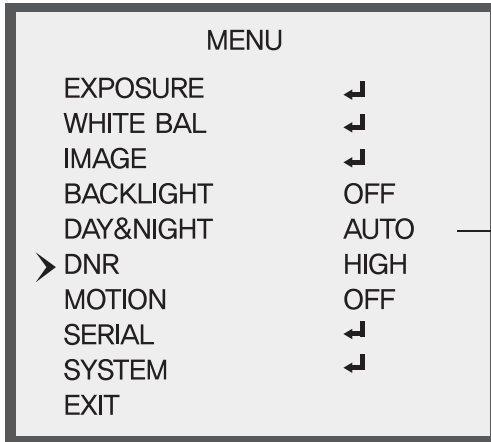 MENU
EXPOSURE ↲
WHITE BAL ↲
IMAGE ↲
BACKLIGHT OFF
DAY&NIGHT AUTO
DNR HIGH
MOTION OFF
SERIAL ↲
SYSTEM ↲
EXIT